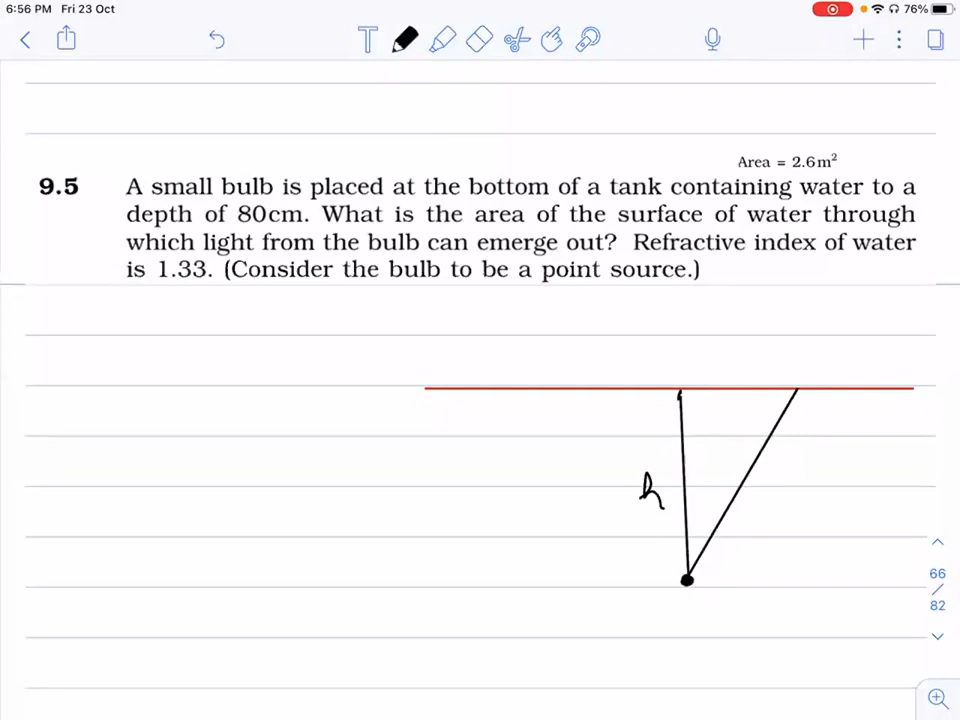 6:56 PM Fri 23 Oct 76%
T
Area = 2.6m²
9.5 A small bulb is placed at the bottom of a tank containing water to a
depth of 80cm. What is the area of the surface of water through
which light from the bulb can emerge out? Refractive index of water
is 1.33. (Consider the bulb to be a point source.)
h
66
/
82